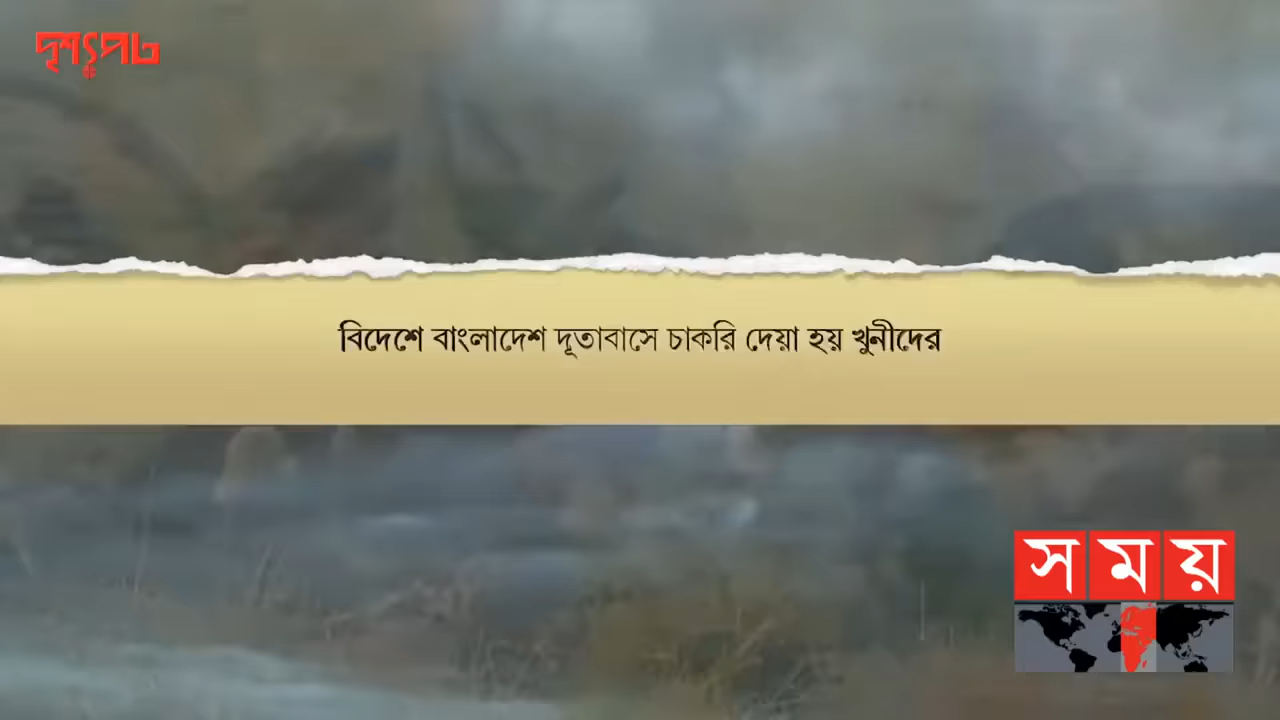 দৃশ্যপট
বিদেশে বাংলাদেশ দূতাবাসে চাকরি দেয়া হয় খুনীদের
সময়